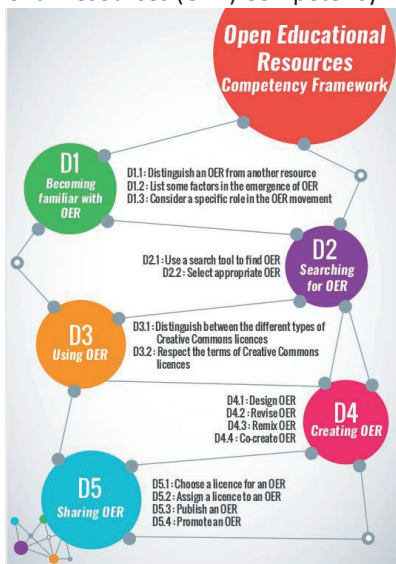 Open Educational
Resources
Competency Framework
D1
Becoming
familiar with
OER
D1.1: Distinguish an OER from another resource
D1.2: List some factors in the emergence of OER
D1.3: Consider a specific role in the OER movement
D2
Searching
for OER
D2.1: Use a search tool to find OER
D2.2: Select appropriate OER
D3
Using OER
D3.1: Distinguish between the different types of
Creative Commons licences
D3.2: Respect the terms of Creative Commons
licences
D4
Creating OER
D4.1: Design OER
D4.2: Revise OER
D4.3: Remix OER
D4.4: Co-create OER
D5
Sharing OER
D5.1: Choose a licence for an OER
D5.2: Assign a licence to an OER
D5.3: Publish an OER
D5.4: Promote an OER